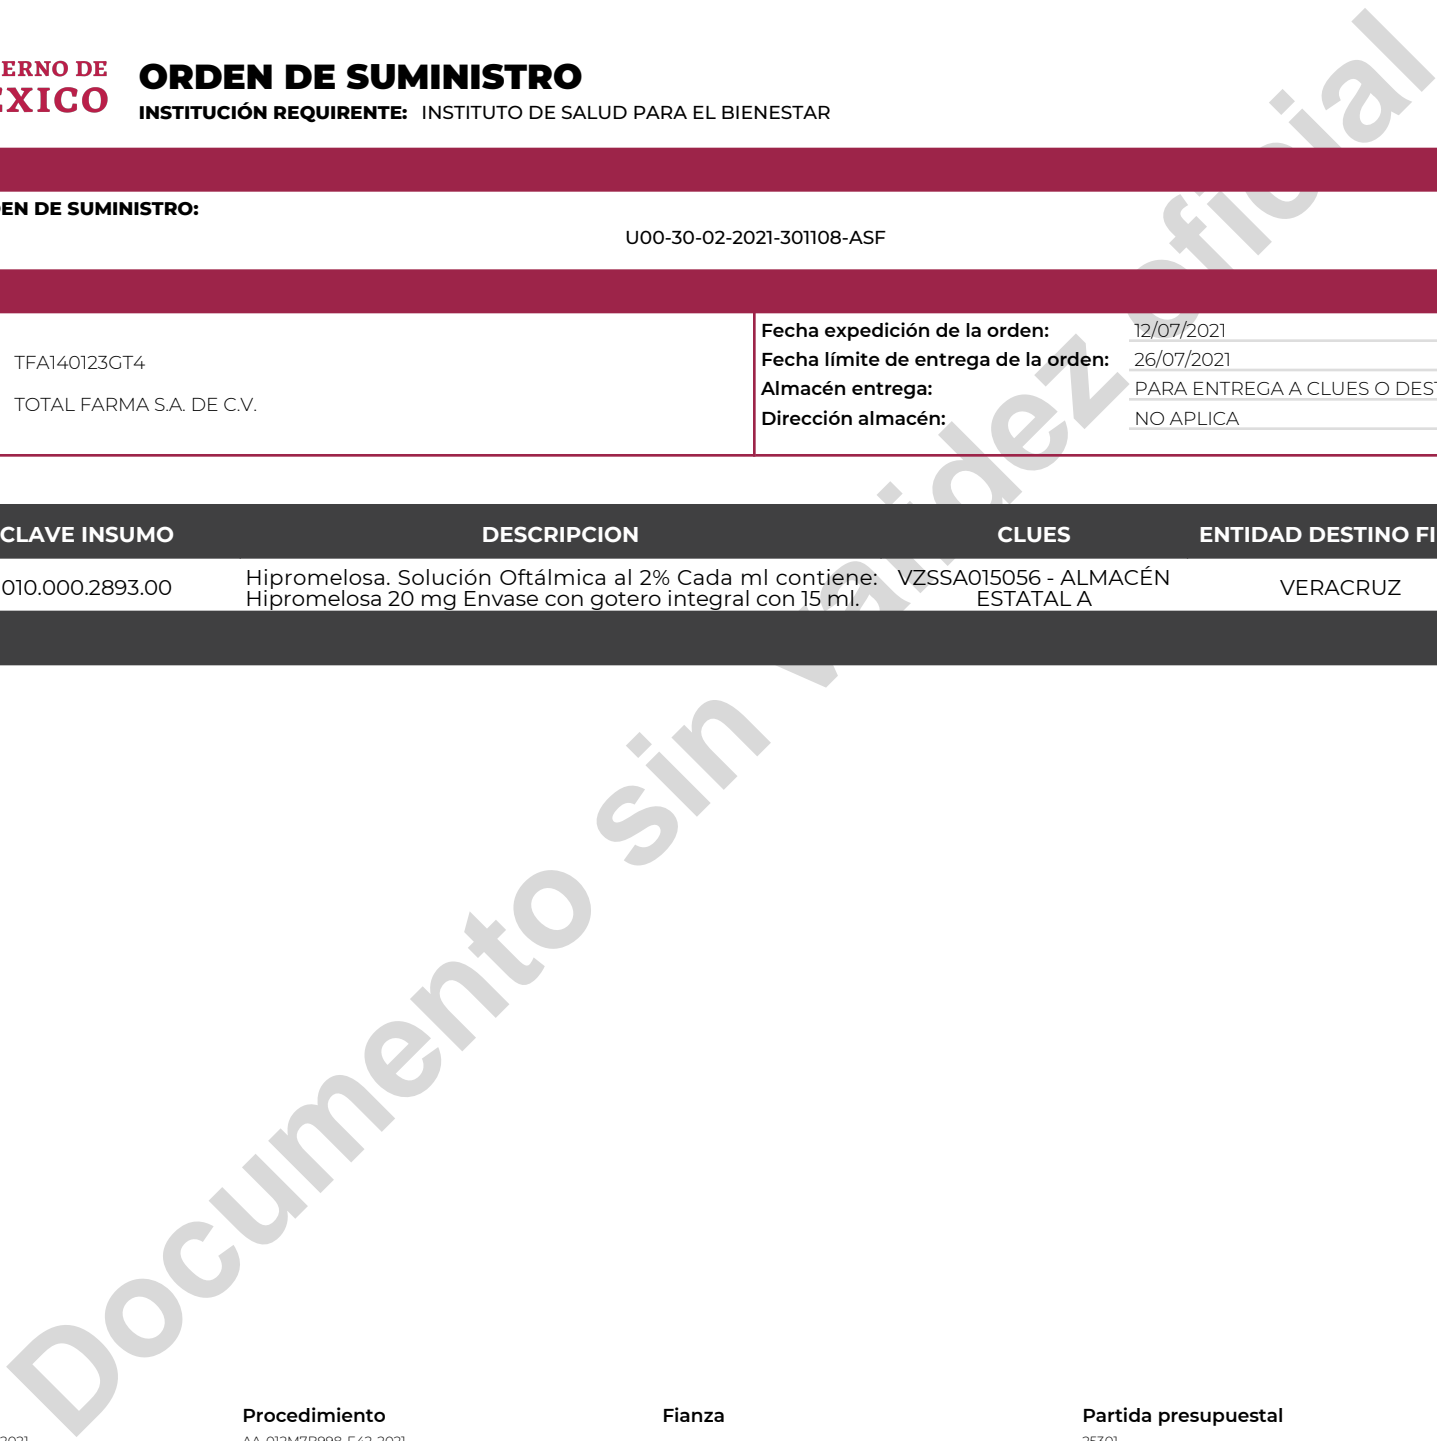 ERNO DE
XICO
ORDEN DE SUMINISTRO
INSTITUCIÓN REQUIRENTE: INSTITUTO DE SALUD PARA EL BIENESTAR
EN DE SUMINISTRO:
U00-30-02-2021-301108-ASF
TFA140123GT4
TOTAL FARMA S.A. DE C.V.
Fecha expedición de la orden: 12/07/2021
Fecha límite de entrega de la orden: 26/07/2021
Almacén entrega: PARA ENTREGA A CLUES O DEST
Dirección almacén: NO APLICA
CLAVE INSUMO DESCRIPCION CLUES ENTIDAD DESTINO FI
010.000.2893.00
Hipromelosa. Solución Oftálmica al 2% Cada ml contiene:
Hipromelosa 20 mg Envase con gotero integral con 15 ml.
VZSSA015056 - ALMACÉN
ESTATAL A
VERACRUZ
Documento sin validez oficial
Procedimiento Fianza Partida presupuestal